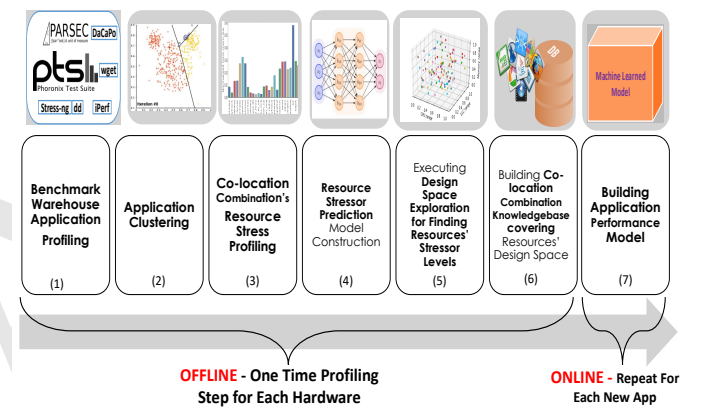 PARSEC DaCaPo
pts
wget
Phoronix Test Suite
Stress-ng dd iPerf
Iteration #8
DB
Machine Learned
Model
Benchmark
Warehouse
Application
Profiling
(1)
Application
Clustering
(2)
Co-location
Combination's
Resource
Stress
Profiling
(3)
Resource
Stressor
Prediction
Model
Construction
(4)
Executing
Design
Space
Exploration
for Finding
Resources'
Stressor
Levels
(5)
Building Co-
location
Combination
Knowledgebase
covering
Resources'
Design Space
(6)
Building
Application
Performance
Model
(7)
OFFLINE - One Time Profiling
Step for Each Hardware
ONLINE - Repeat For
Each New App